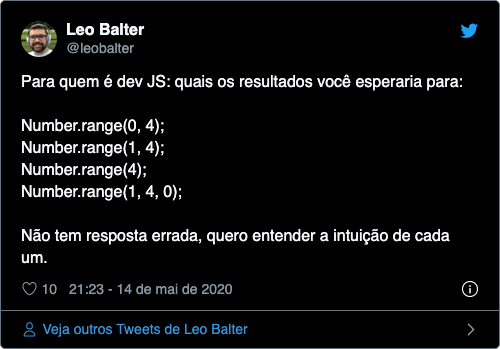 Leo Balter
@leobalter
Para quem é dev JS: quais os resultados você esperaria para:
Number.range(0, 4);
Number.range(1, 4);
Number.range(4);
Number.range(1, 4, 0);
Não tem resposta errada, quero entender a intuição de cada
um.
10 21:23 - 14 de mai de 2020
Veja outros Tweets de Leo Balter